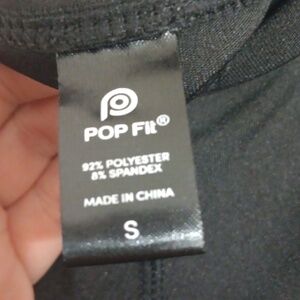 POP Fit®
92% POLYESTER
8% SPANDEX
MADE IN CHINA
S